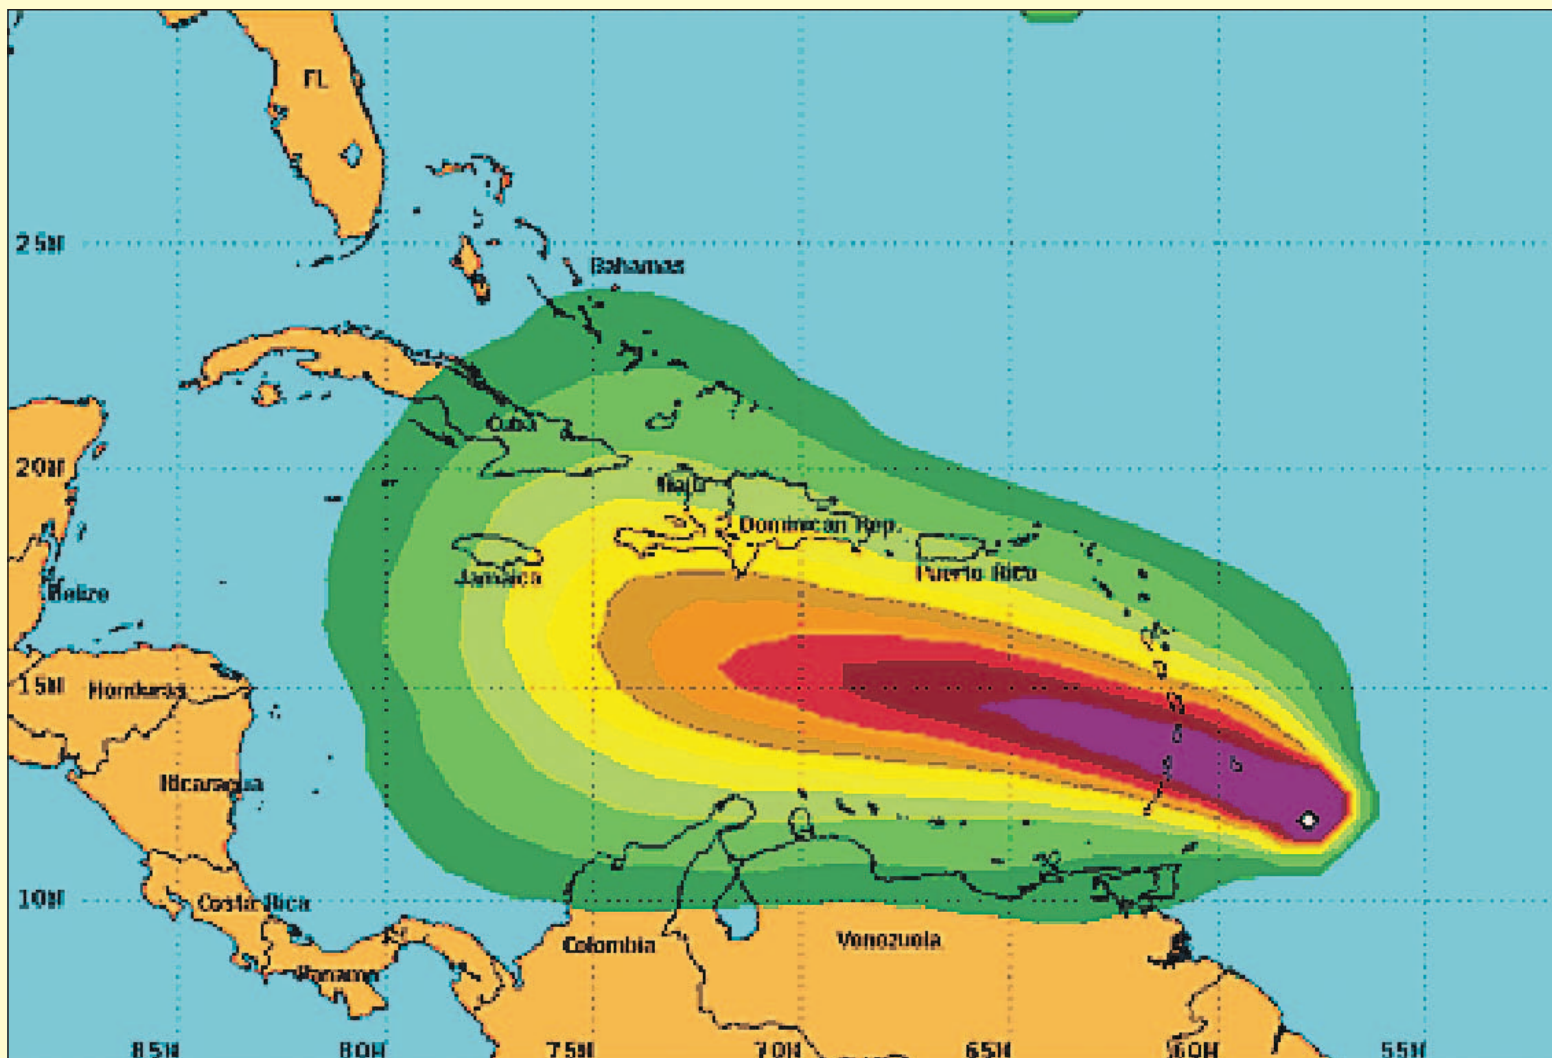 FL
25N
Bahamas
Cuba
20N
Haiti
Dominican Rep.
Jamaica
Puerto Rico
Belize
15N
Honduras
Nicaragua
10N
Costa Rica
Colombia
Venezuela
Panama
85W
80W
75W
70W
65W
60W
55W